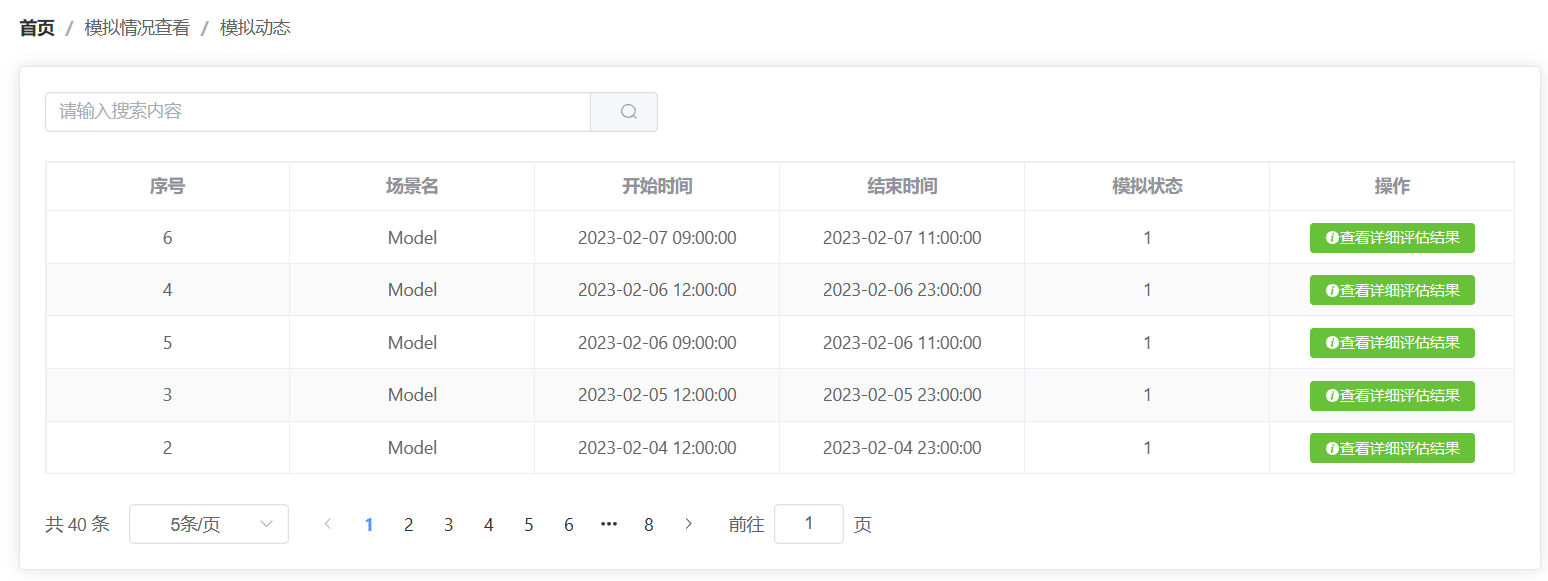 首页 / 模拟情况查看 / 模拟动态
请输入搜索内容
序号 场景名 开始时间 结束时间 模拟状态 操作
6 Model 2023-02-07 09:00:00 2023-02-07 11:00:00 1 查看详细评估结果
4 Model 2023-02-06 12:00:00 2023-02-06 23:00:00 1 查看详细评估结果
5 Model 2023-02-06 09:00:00 2023-02-06 11:00:00 1 查看详细评估结果
3 Model 2023-02-05 12:00:00 2023-02-05 23:00:00 1 查看详细评估结果
2 Model 2023-02-04 12:00:00 2023-02-04 23:00:00 1 查看详细评估结果
共 40 条 5条/页 < 1 2 3 4 5 6 ••• 8 > 前往 1 页